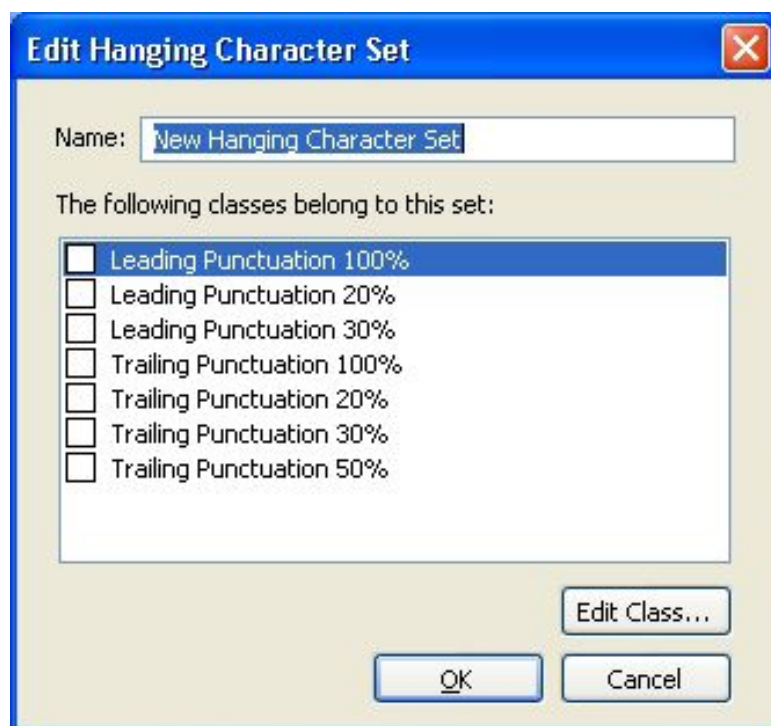 Edit Hanging Character Set
Name: New Hanging Character Set
The following classes belong to this set:
Leading Punctuation 100%
Leading Punctuation 20%
Leading Punctuation 30%
Trailing Punctuation 100%
Trailing Punctuation 20%
Trailing Punctuation 30%
Trailing Punctuation 50%
Edit Class...
OK Cancel